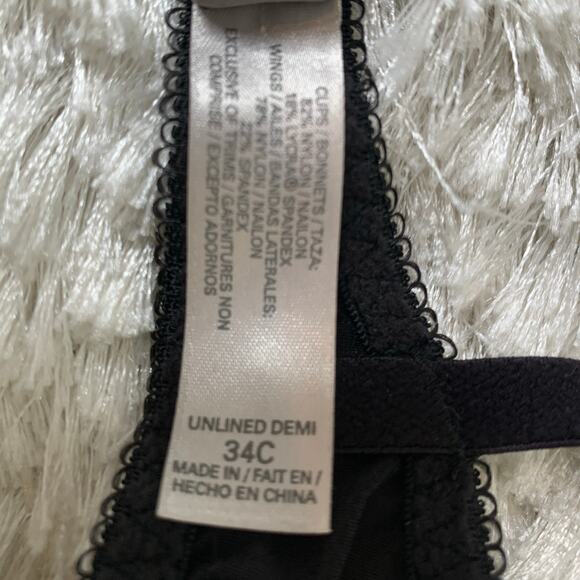 CUPS / BONNETS / TAZA:
82% NYLON / NAILON
18% LYCRA® SPANDEX
WINGS / ALES / BANDAS LATERALES:
78% NYLON / NAILON
22% SPANDEX
EXCLUSIVE OF TRIMS / GARNITURES NON
COMPRISE / EXCEPTO ADORNOS
UNLINED DEMI
34C
MADE IN / FAIT EN /
HECHO EN CHINA